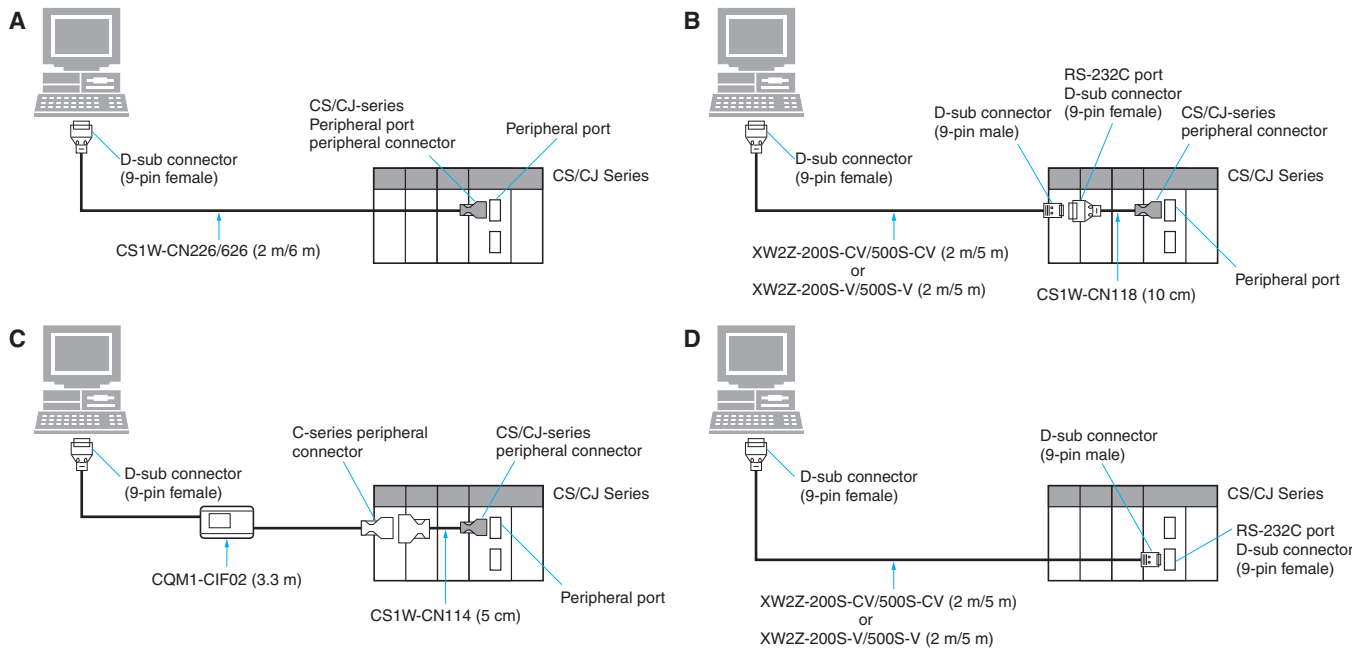 A
CS/CJ-series
Peripheral port
peripheral connector
Peripheral port
D-sub connector
(9-pin female)
CS/CJ Series
CS1W-CN226/626 (2 m/6 m)
B
RS-232C port
D-sub connector
(9-pin female)
D-sub connector
(9-pin male)
CS/CJ-series
peripheral connector
D-sub connector
(9-pin female)
CS/CJ Series
XW2Z-200S-CV/500S-CV (2 m/5 m)
or
XW2Z-200S-V/500S-V (2 m/5 m)
CS1W-CN118 (10 cm)
Peripheral port
C
C-series peripheral
connector
CS/CJ-series
peripheral connector
D-sub connector
(9-pin female)
CS/CJ Series
CQM1-CIF02 (3.3 m)
CS1W-CN114 (5 cm)
Peripheral port
D
D-sub connector
(9-pin male)
D-sub connector
(9-pin female)
CS/CJ Series
RS-232C port
D-sub connector
(9-pin female)
XW2Z-200S-CV/500S-CV (2 m/5 m)
or
XW2Z-200S-V/500S-V (2 m/5 m)